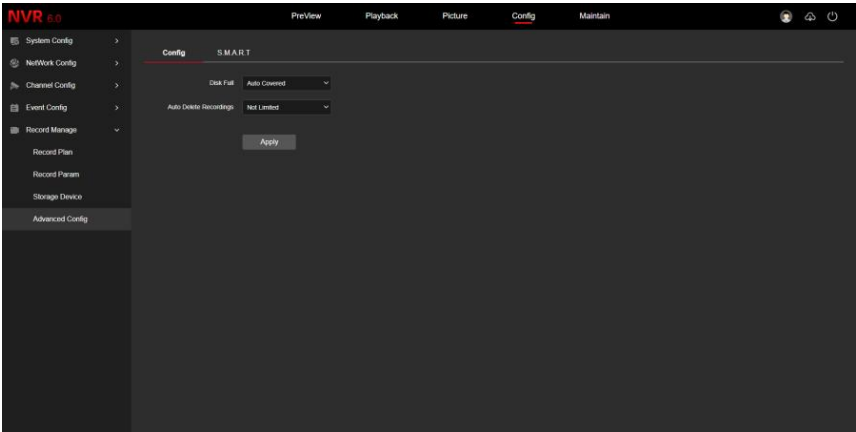 NVR 6.0
PreView Playback Picture Config Maintain
System Config
NetWork Config
Channel Config
Event Config
Record Manage
Record Plan
Record Param
Storage Device
Advanced Config
Config S.M.A.R.T
Disk Full Auto Covered
Auto Delete Recordings Not Limited
Apply